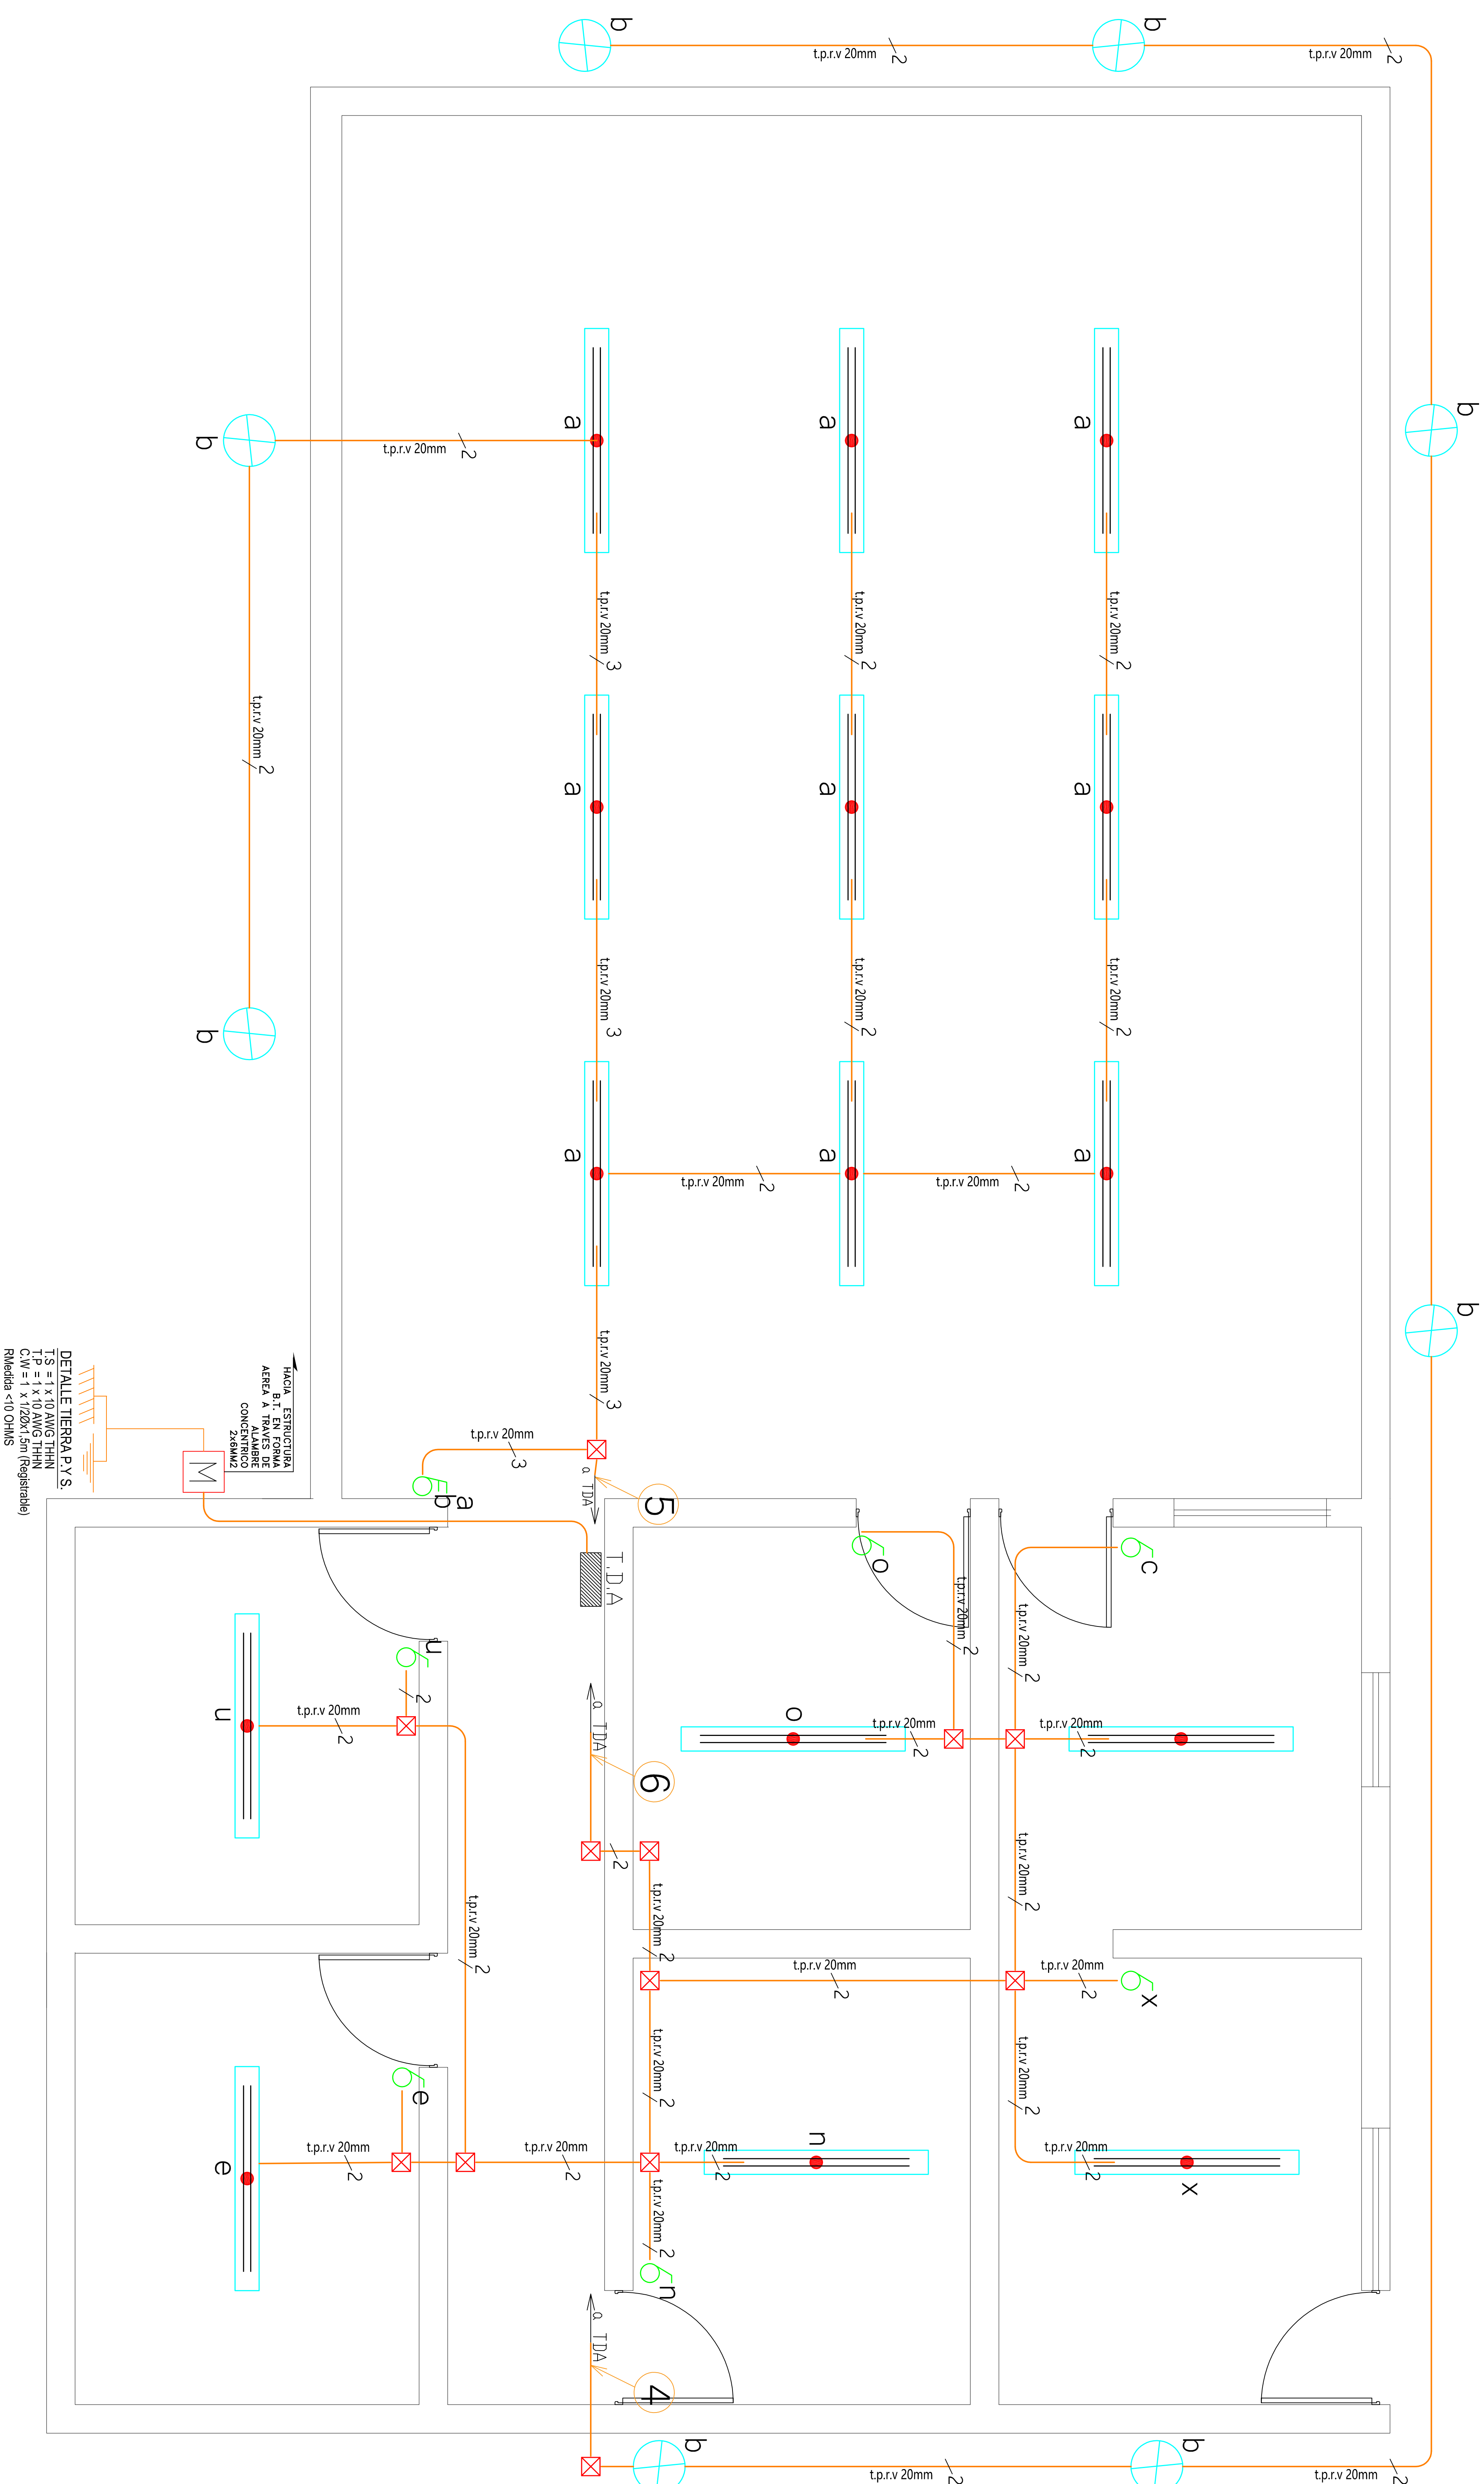 b
b
t.p.r.v 20mm
2
t.p.r.v 20mm
2
b
b
t.p.r.v 20mm
2
a
a
a
t.p.r.v 20mm
3
t.p.r.v 20mm
2
t.p.r.v 20mm
2
t.p.r.v 20mm
2
a
a
a
t.p.r.v 20mm
3
t.p.r.v 20mm
2
t.p.r.v 20mm
2
b
a
a
a
t.p.r.v 20mm
2
t.p.r.v 20mm
2
b
t.p.r.v 20mm
3
t.p.r.v 20mm
3
HACIA ESTRUCTURA
B.T. EN FORMA
AEREA A TRAVES DE
ALAMBRE
CONCENTRICO
2x6MM2
DETALLE TIERRA P.Y S.
T.S = 1 x 10 AWG THHN
T.P = 1 x 10 AWG THHN
C.W = 1 x 1/2Øx1,5m (Registrable)
RMedida <10 OHMS
M
a
b
a TDA
5
T.D.A
o
c
t.p.r.v 20mm
2
t.p.r.v 20mm
2
u
2
u
t.p.r.v 20mm
2
a TDA
6
o
t.p.r.v 20mm
2
t.p.r.v 20mm
2
2
t.p.r.v 20mm
2
t.p.r.v 20mm
2
t.p.r.v 20mm
2
t.p.r.v 20mm
2
t.p.r.v 20mm
2
x
t.p.r.v 20mm
2
t.p.r.v 20mm
2
e
e
t.p.r.v 20mm
2
t.p.r.v 20mm
2
t.p.r.v 20mm
2
n
t.p.r.v 20mm
2
x
t.p.r.v 20mm
2
n
a TDA
4
b
b
t.p.r.v 20mm
2
t.p.r.v 20mm
2